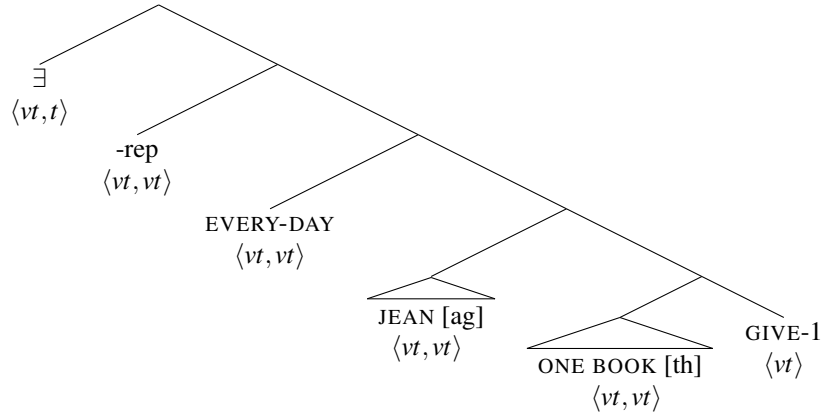 ∃
⟨vt, t⟩
-rep
⟨vt, vt⟩
EVERY-DAY
⟨vt, vt⟩
JEAN [ag]
⟨vt, vt⟩
ONE BOOK [th]
⟨vt, vt⟩
GIVE-1
⟨vt⟩